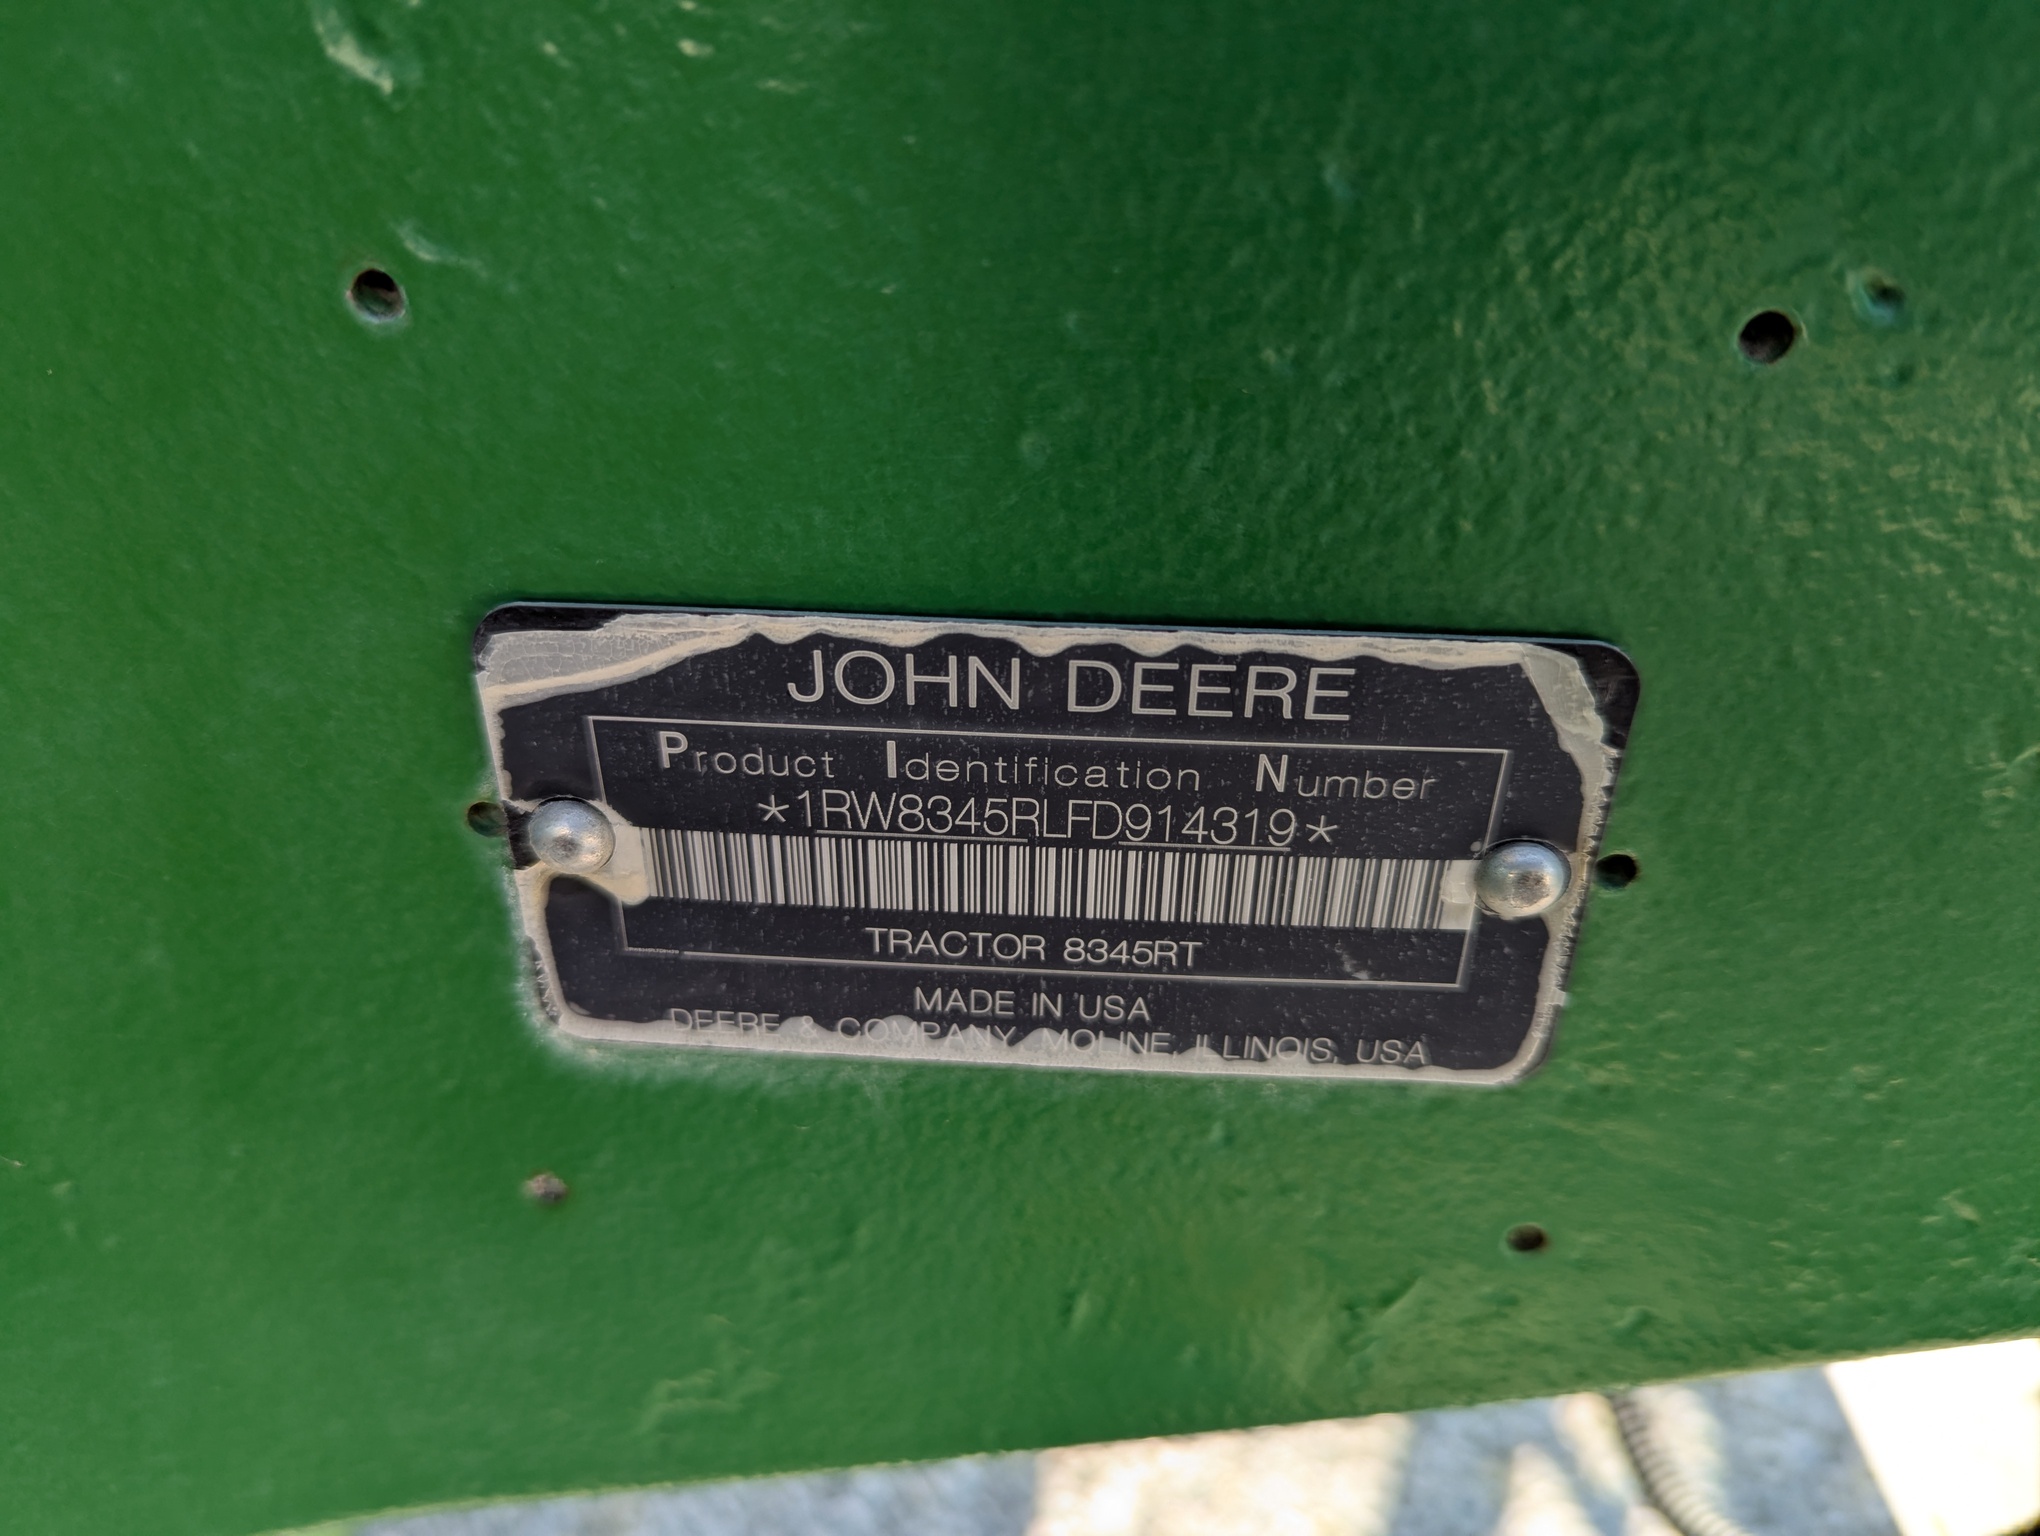 JOHN DEERE
Product Identification Number
*1RW8345RLFD914319*
TRACTOR 8345RT
MADE IN USA
DEERE & COMPANY, MOLINE, ILLINOIS, USA